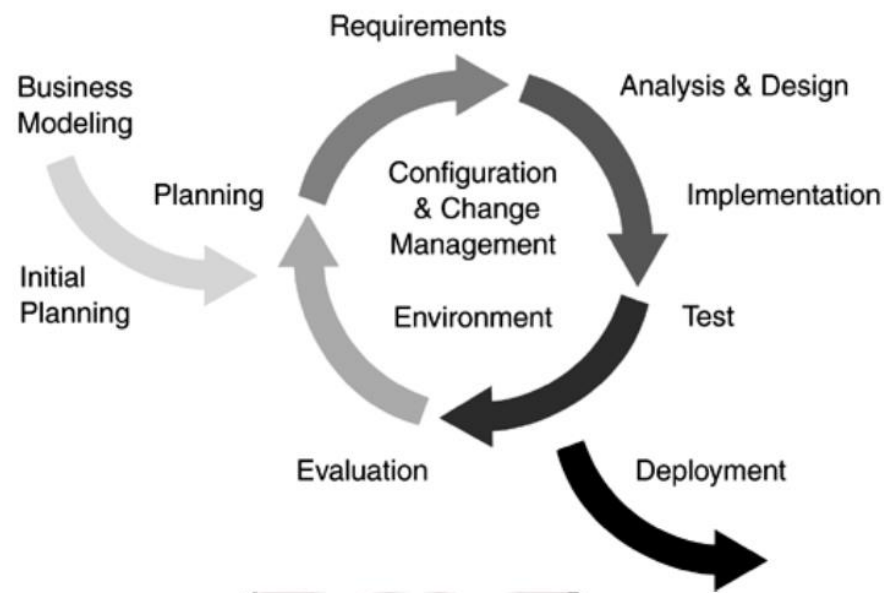 Requirements
Business
Modeling
Analysis & Design
Planning
Configuration
& Change
Management
Implementation
Initial
Planning
Environment
Test
Evaluation
Deployment